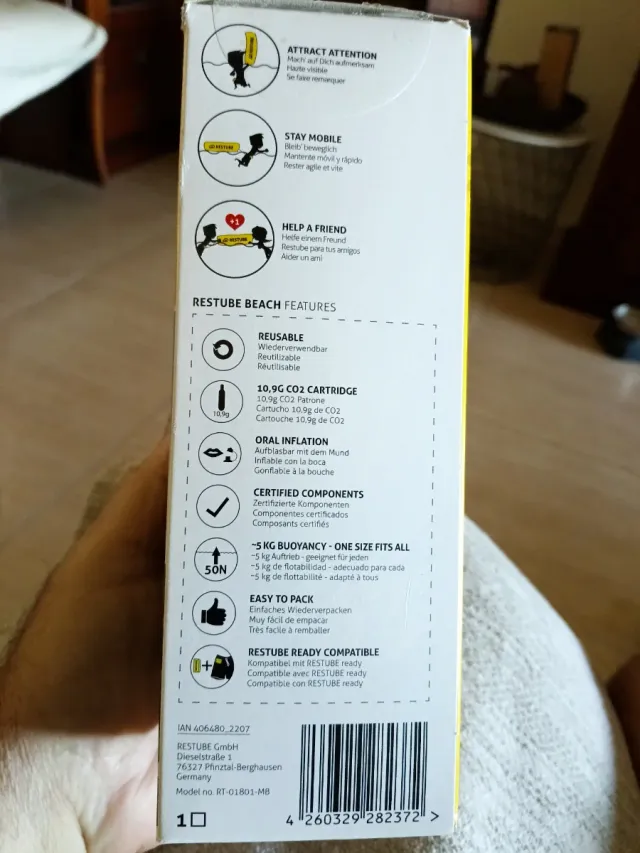 RESTUBE
ATTRACT ATTENTION
Mach' auf Dich aufmerksam
Hazte visible
Se faire remarquer
GO RESTUBE
STAY MOBILE
Bleib' beweglich
Mantente móvil y rápido
Rester agile et vite
+1
GO RESTUBE
HELP A FRIEND
Helfe einem Freund
Restube para tus amigos
Aider un ami
RESTUBE BEACH FEATURES
REUSABLE
Wiederverwendbar
Reutilizable
Réutilisable
10,9g
10,9G CO2 CARTRIDGE
10,9g CO2 Patrone
Cartucho 10,9g de CO2
Cartouche 10,9g de CO2
ORAL INFLATION
Aufblasbar mit dem Mund
Inflable con la boca
Gonflable à la bouche
CERTIFIED COMPONENTS
Zertifizierte Komponenten
Componentes certificados
Composants certifiés
50N
~5 KG BUOYANCY - ONE SIZE FITS ALL
~5 kg Auftrieb - geeignet für jeden
~5 kg de flotabilidad - adecuado para cada
~5 kg de flottabilité - adapté à tous
EASY TO PACK
Einfaches Wiederverpacken
Muy fácil de empacar
Très facile à remballer
RESTUBE READY COMPATIBLE
Kompatibel mit RESTUBE ready
Compatible avec RESTUBE ready
Compatible con RESTUBE ready
IAN 406480_2207
RESTUBE GmbH
Dieselstraße 1
76327 Pfinztal-Berghausen
Germany
Model no. RT-01801-MB
1
4 260329 282372 >